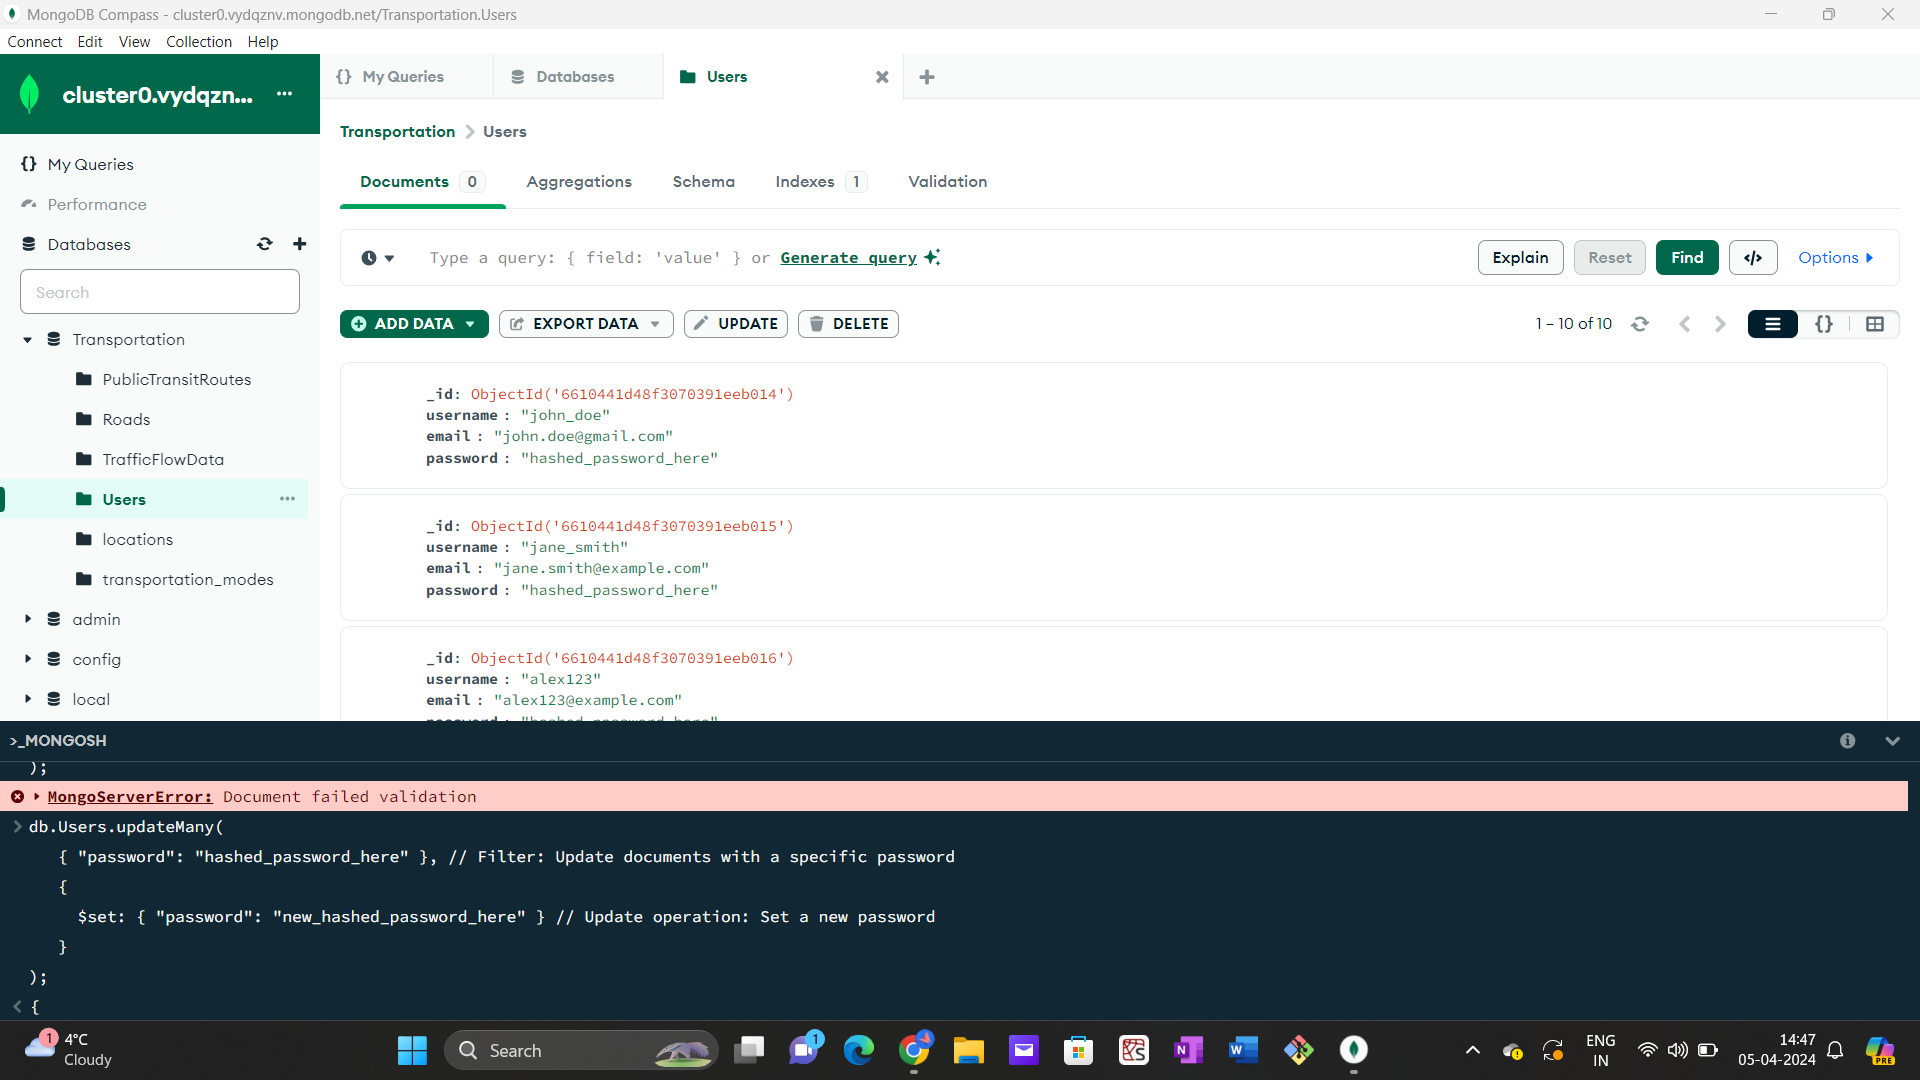 MongoDB Compass - cluster0.vydqznv.mongodb.net/Transportation.Users
Connect Edit View Collection Help
cluster0.vydqzn... ···
My Queries
Performance
Databases
Search
Transportation
PublicTransitRoutes
Roads
TrafficFlowData
Users ···
locations
transportation_modes
admin
config
local
{} My Queries
Databases
Users
Transportation > Users
Documents 0 Aggregations Schema Indexes 1 Validation
Type a query: { field: 'value' } or Generate query
Explain Reset Find </> Options
ADD DATA EXPORT DATA UPDATE DELETE
1 – 10 of 10
{}
_id: ObjectId('6610441d48f3070391eeb014')
username : "john_doe"
email : "john.doe@gmail.com"
password : "hashed_password_here"
_id: ObjectId('6610441d48f3070391eeb015')
username : "jane_smith"
email : "jane.smith@example.com"
password : "hashed_password_here"
_id: ObjectId('6610441d48f3070391eeb016')
username : "alex123"
email : "alex123@example.com"
password : "hashed_password_here"
>_MONGOSH
);
MongoServerError: Document failed validation
> db.Users.updateMany(
{ "password": "hashed_password_here" }, // Filter: Update documents with a specific password
{
$set: { "password": "new_hashed_password_here" } // Update operation: Set a new password
}
);
< {
1
4°C
Cloudy
Search
1
N
W
PRE
ENG
IN
14:47
05-04-2024